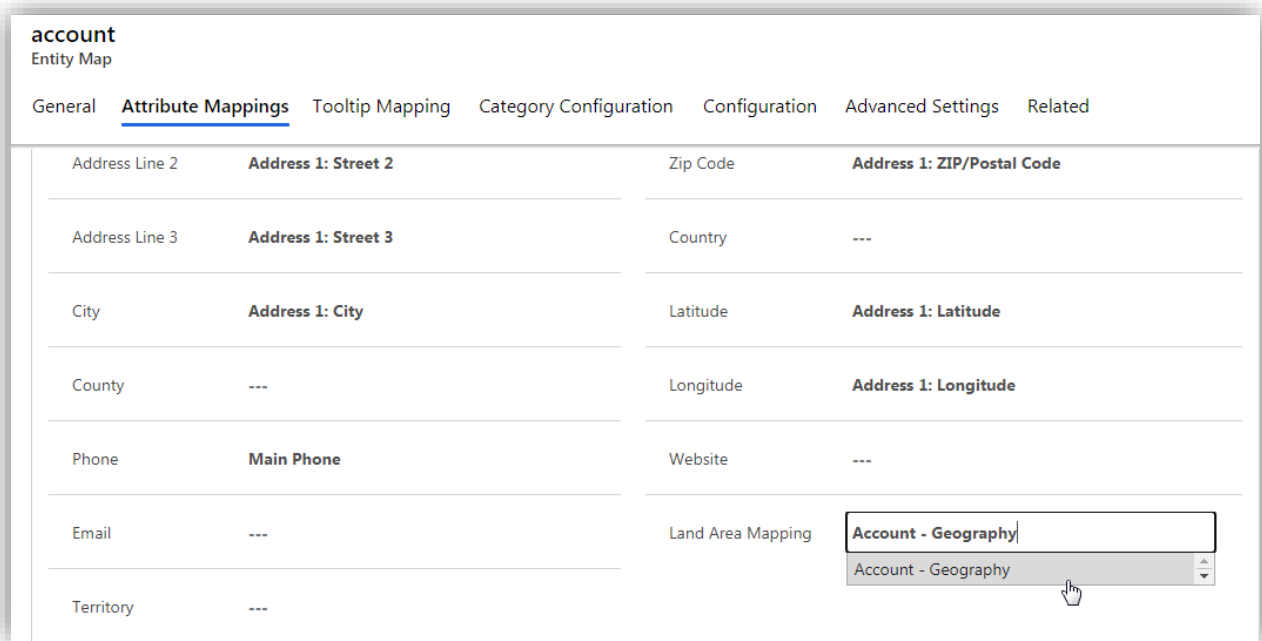 account
Entity Map
General Attribute Mappings Tooltip Mapping Category Configuration Configuration Advanced Settings Related
Address Line 2 Address 1: Street 2 Zip Code Address 1: ZIP/Postal Code
Address Line 3 Address 1: Street 3 Country ---
City Address 1: City Latitude Address 1: Latitude
County --- Longitude Address 1: Longitude
Phone Main Phone Website ---
Email --- Land Area Mapping Account - Geography
Account - Geography
Territory ---